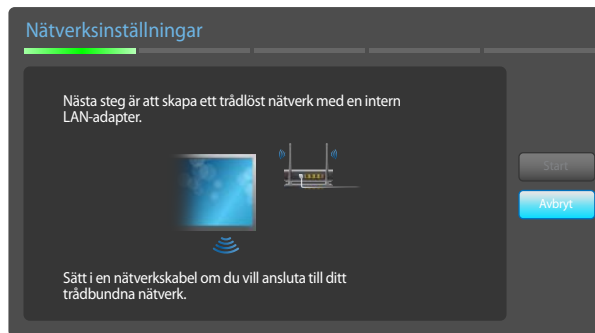 Nätverksinställningar
Nästa steg är att skapa ett trådlöst nätverk med en intern
LAN-adapter.
Start
Avbryt
Sätt i en nätverkskabel om du vill ansluta till ditt
trådbundna nätverk.